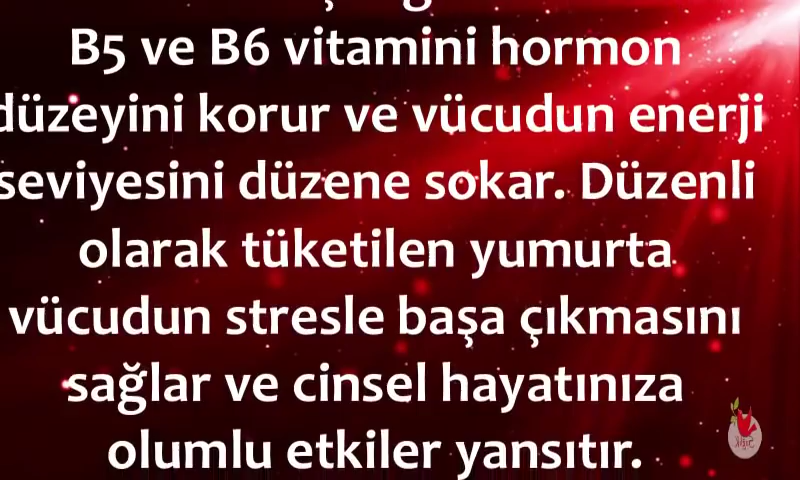 B5 ve B6 vitamini hormon
düzeyini korur ve vücudun enerji
seviyesini düzene sokar. Düzenli
olarak tüketilen yumurta
vücudun stresle başa çıkmasını
sağlar ve cinsel hayatınıza
olumlu etkiler yansıtır.